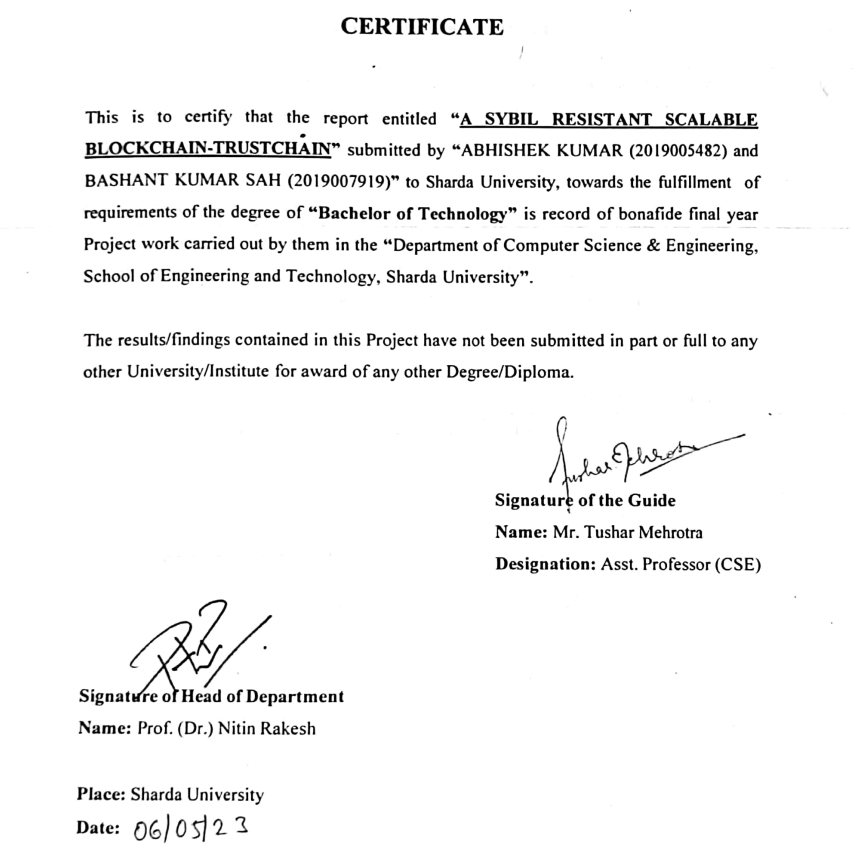 CERTIFICATE
This is to certify that the report entitled “A SYBIL RESISTANT SCALABLE
BLOCKCHAIN-TRUSTCHAIN” submitted by “ABHISHEK KUMAR (2019005482) and
BASHANT KUMAR SAH (2019007919)” to Sharda University, towards the fulfillment of
requirements of the degree of “Bachelor of Technology” is record of bonafide final year
Project work carried out by them in the “Department of Computer Science & Engineering,
School of Engineering and Technology, Sharda University”.
The results/findings contained in this Project have not been submitted in part or full to any
other University/Institute for award of any other Degree/Diploma.
Tushar Mehrotra
Signature of the Guide
Name: Mr. Tushar Mehrotra
Designation: Asst. Professor (CSE)
Signature of Head of Department
Name: Prof. (Dr.) Nitin Rakesh
Place: Sharda University
Date: 06/05/23